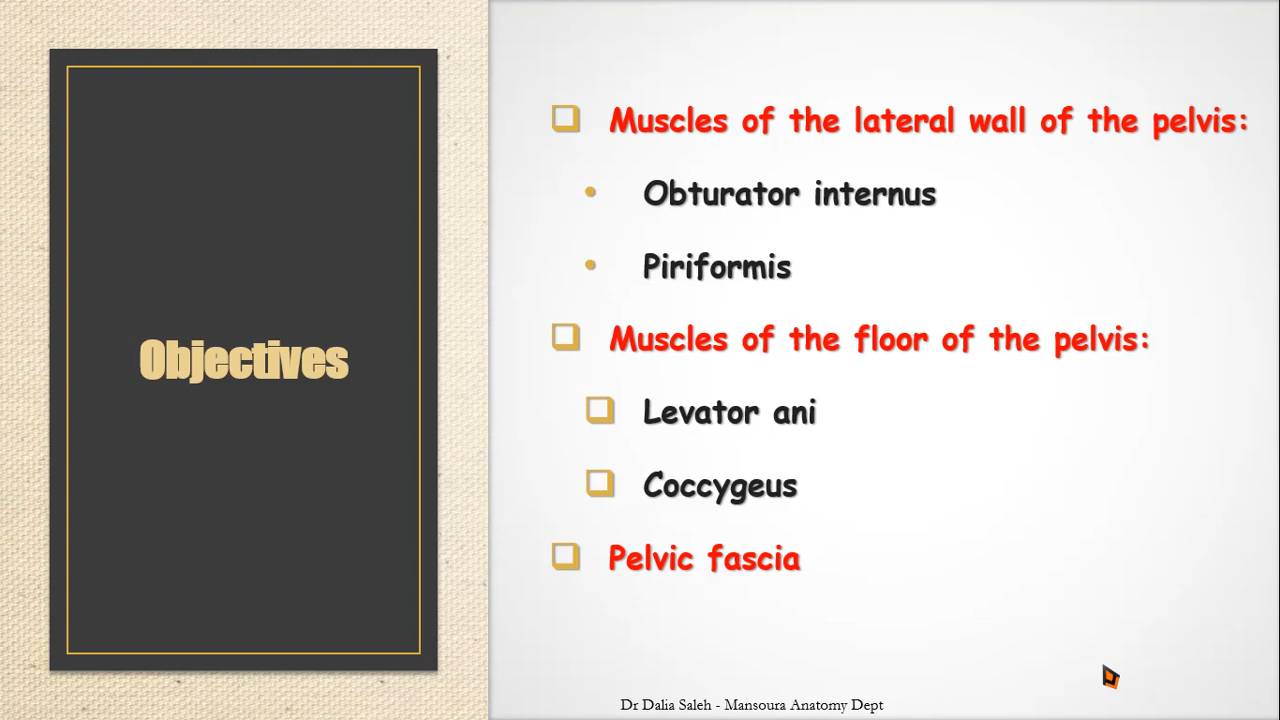 Objectives
Muscles of the lateral wall of the pelvis:
Obturator internus
Piriformis
Muscles of the floor of the pelvis:
Levator ani
Coccygeus
Pelvic fascia
Dr Dalia Saleh - Mansoura Anatomy Dept